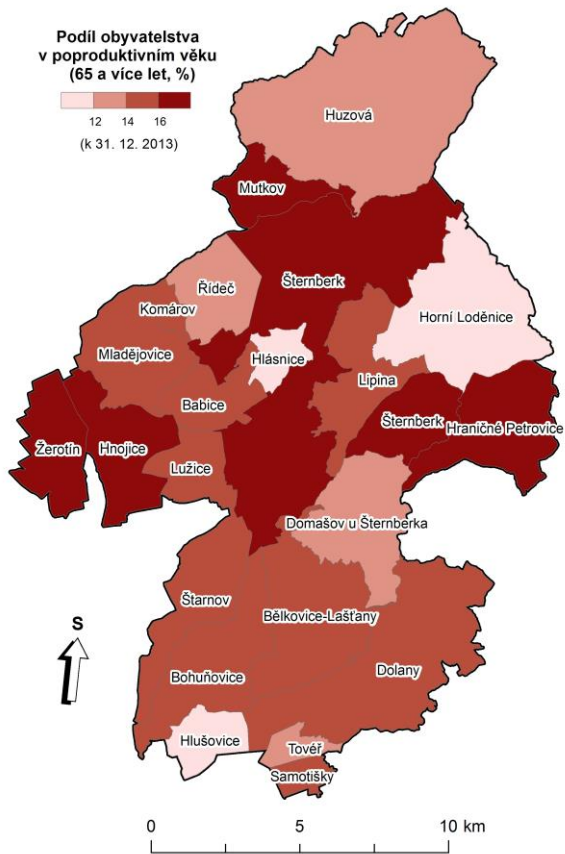 Podíl obyvatelstva
v poproduktivním věku
(65 a více let, %)
12 14 16
(k 31. 12. 2013)
Huzová
Mutkov
Řídeč
Šternberk
Komárov
Horní Loděnice
Mladějovice
Hlásnice
Lipina
Babice
Šternberk
Hraničné Petrovice
Žerotín
Hnojice
Lužice
Domašov u Šternberka
Štarnov
Bělkovice-Lašťany
S
Bohuňovice
Dolany
Hlušovice
Tovéř
Samotišky
0 5 10 km